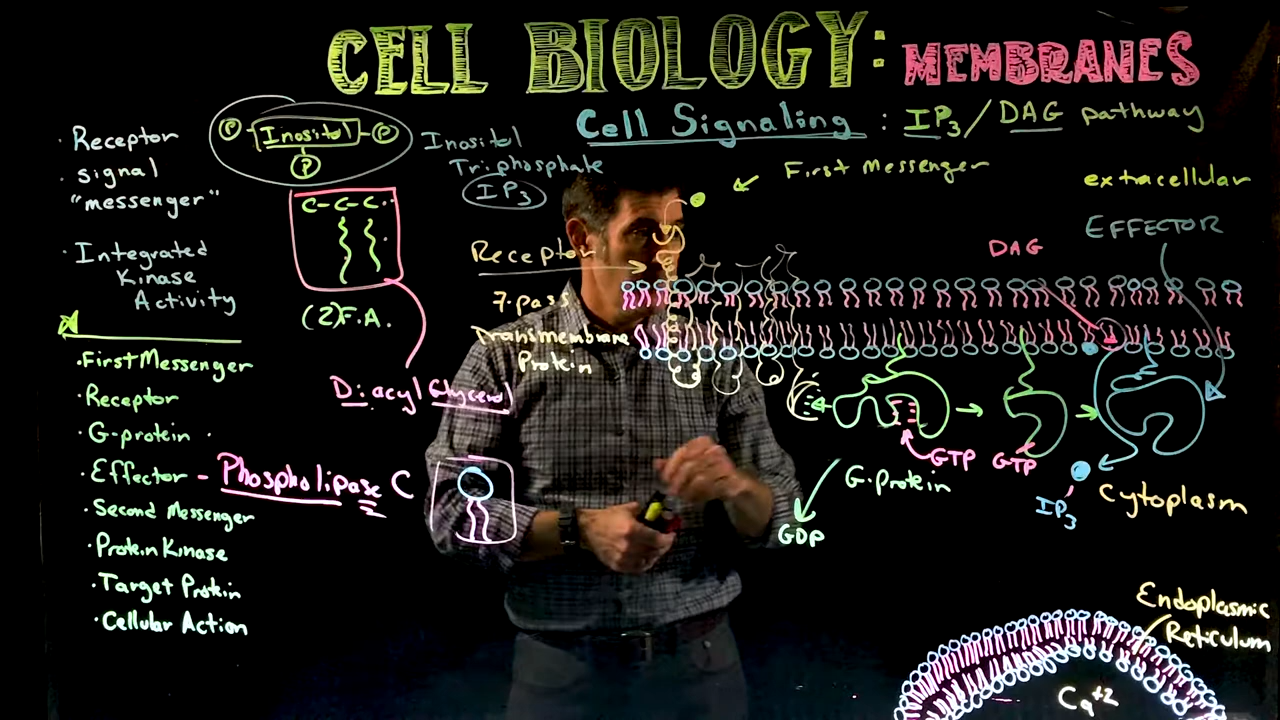 CELL BIOLOGY: MEMBRANES
Cell Signaling : IP3/DAG pathway
· Receptor
· signal
"messenger"
· Integrated
Kinase
Activity
P Inositol P
P
Inositol
Triphosphate
IP3
C-C-C
(2)F.A.
Diacyl Glycerol
· First Messenger
· Receptor
· G-protein ·
· Effector - Phospholipase C
· Second Messenger
· Protein Kinase
· Target Protein
· Cellular Action
First Messenger
extracellular
EFFECTOR
DAG
Receptor
7-pass
Transmembrane
Protein
GTP GTP
G-protein
GDP
IP3
Cytoplasm
Endoplasmic
Reticulum
Ca+2